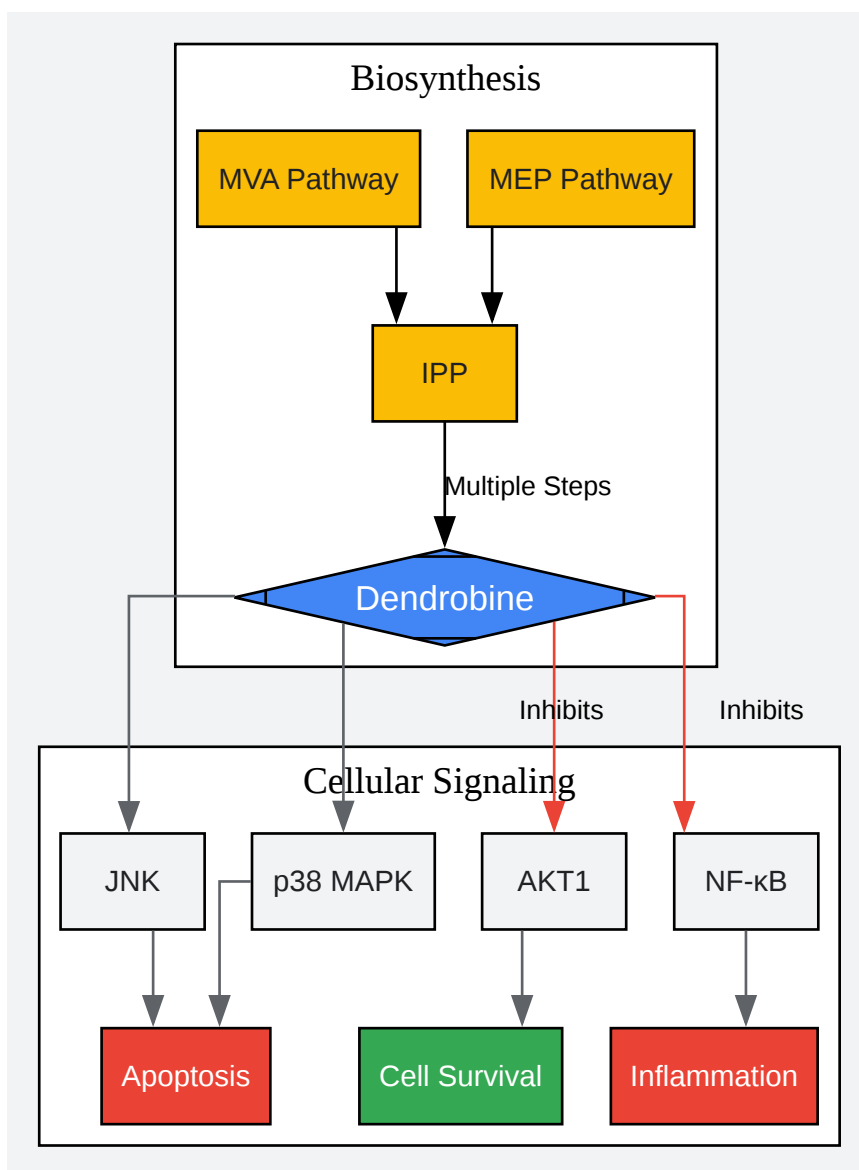 Biosynthesis
MVA Pathway
MEP Pathway
IPP
Multiple Steps
Dendrobine
Inhibits
Inhibits
Cellular Signaling
JNK
p38 MAPK
AKT1
NF-κB
Apoptosis
Cell Survival
Inflammation